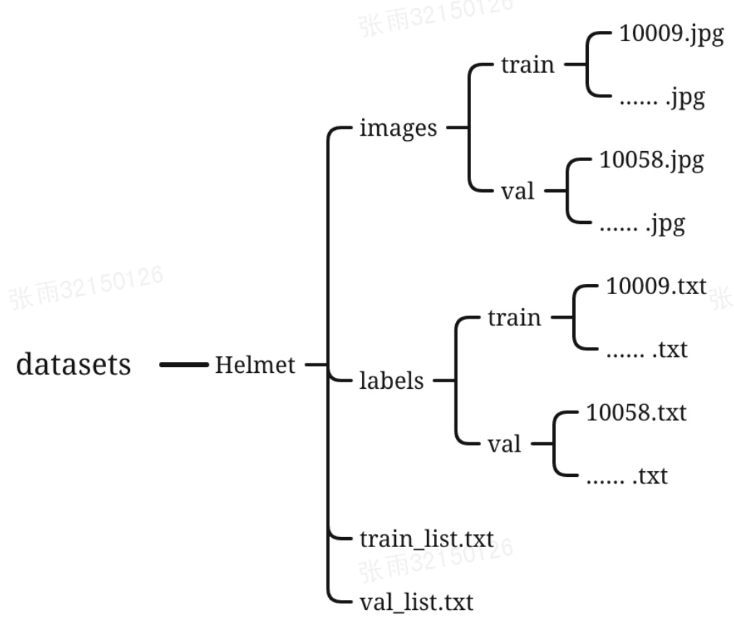 张雨32150126
10009.jpg
train
...... .jpg
images
10058.jpg
val
...... .jpg
张雨32150126
10009.txt
张
train
...... .txt
datasets
Helmet
labels
10058.txt
val
...... .txt
train_list.txt
张雨32150126
val_list.txt